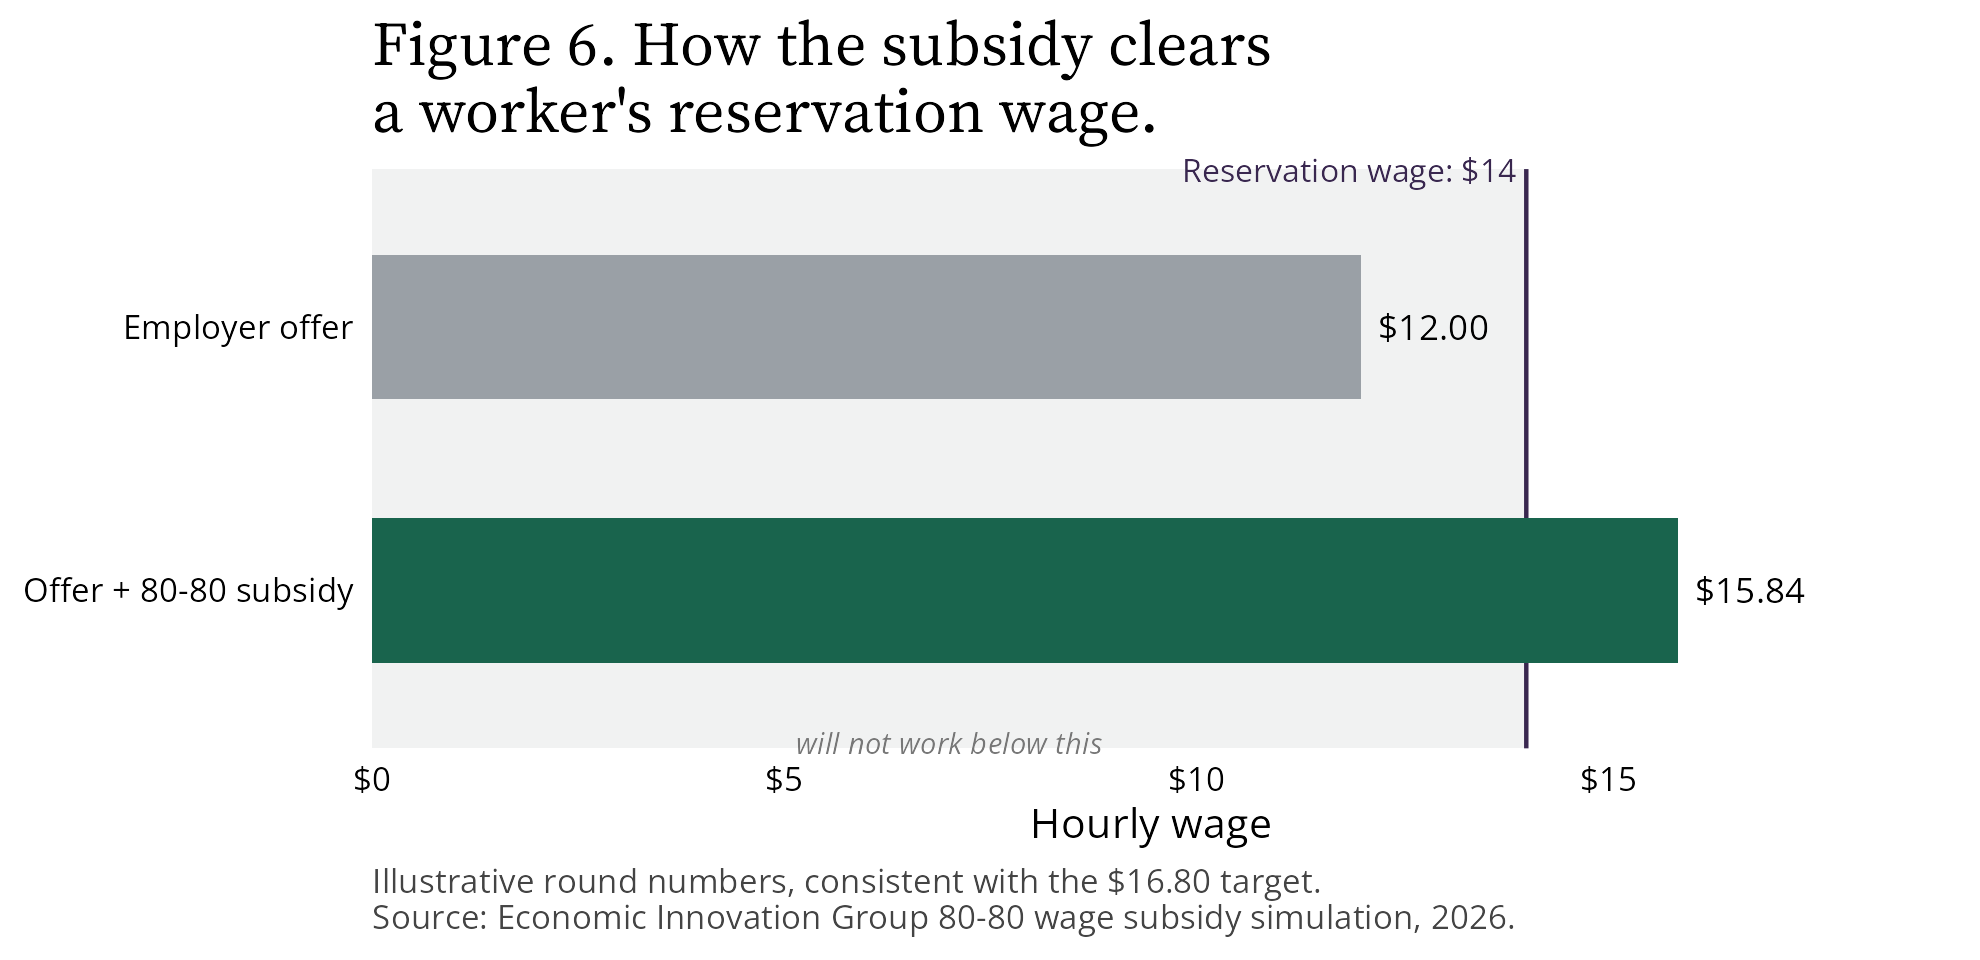 Figure 6. How the subsidy clears
a worker's reservation wage.
Reservation wage: $14
Employer offer
$12.00
Offer + 80-80 subsidy
$15.84
will not work below this
$0 $5 $10 $15
Hourly wage
Illustrative round numbers, consistent with the $16.80 target.
Source: Economic Innovation Group 80-80 wage subsidy simulation, 2026.